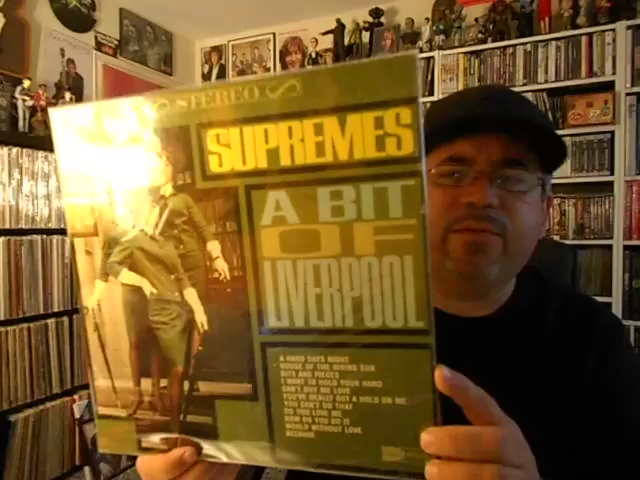 STEREO
SUPREMES
A BIT
OF
LIVERPOOL
A HARD DAYS NIGHT
HOUSE OF THE RISING SUN
BITS AND PIECES
I WANT TO HOLD YOUR HAND
CAN'T BUY ME LOVE
YOU'VE REALLY GOT A HOLD ON ME
YOU CAN'T DO THAT
DO YOU LOVE ME
HOW DO YOU DO IT
WORLD WITHOUT LOVE
BECAUSE